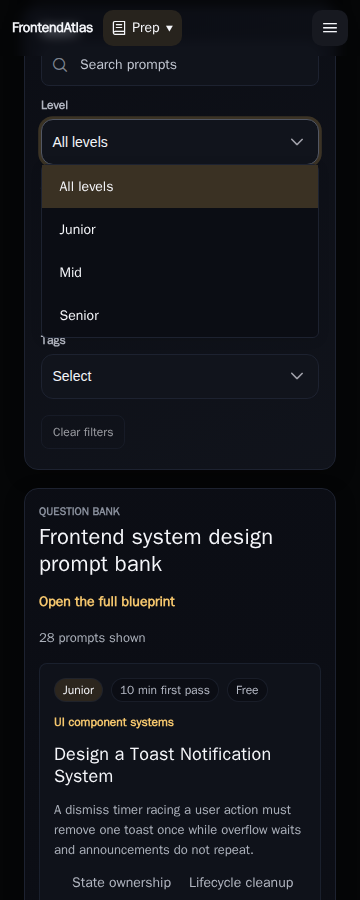 FrontendAtlas Prep
Search prompts
Level
All levels
All levels
Junior
Mid
Senior
Tags
Select
Clear filters
QUESTION BANK
Frontend system design
prompt bank
Open the full blueprint
28 prompts shown
Junior 10 min first pass Free
UI component systems
Design a Toast Notification
System
A dismiss timer racing a user action must
remove one toast once while overflow waits
and announcements do not repeat.
State ownership Lifecycle cleanup